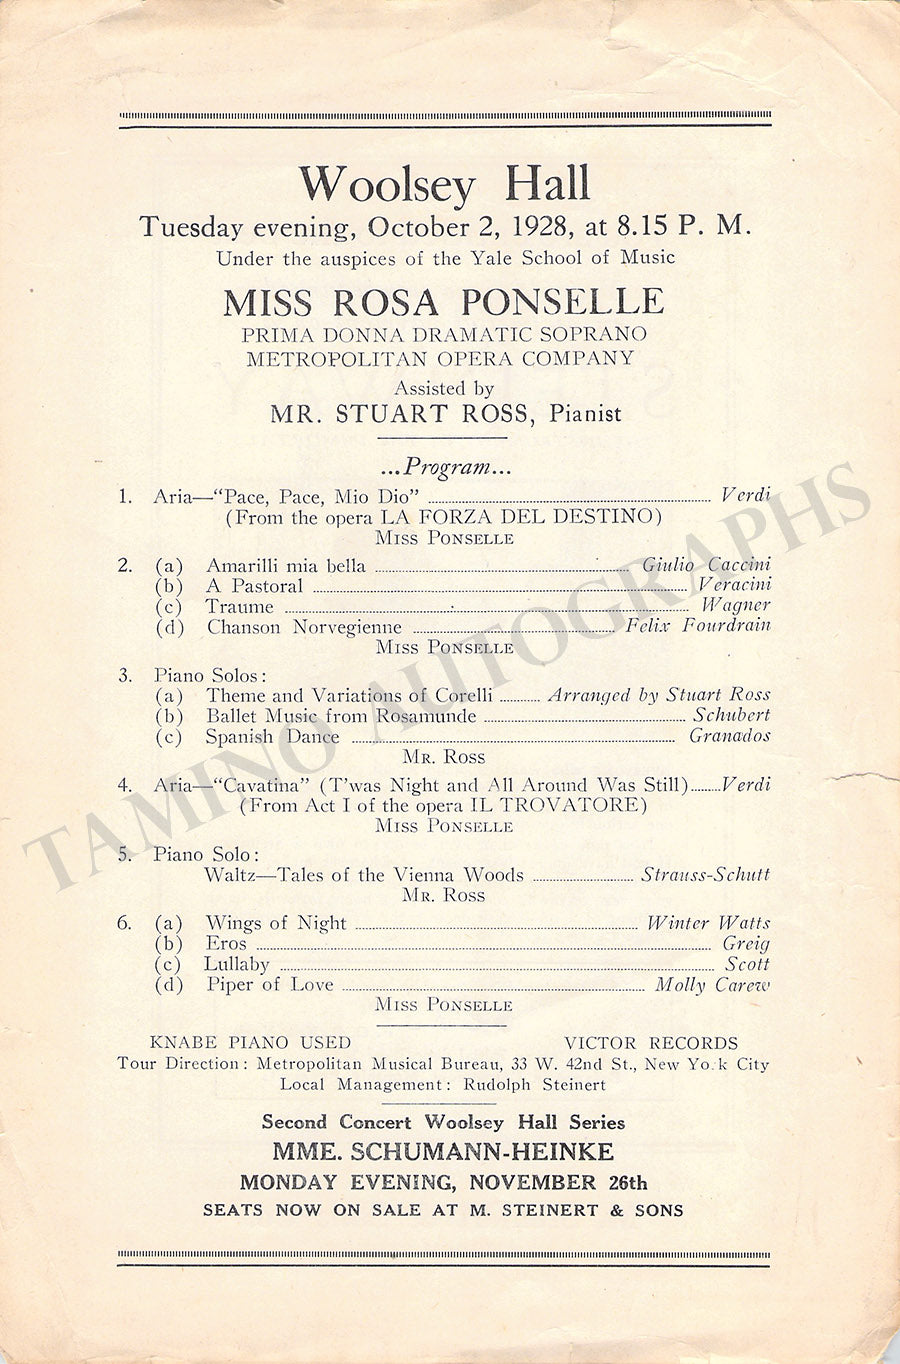 Woolsey Hall
Tuesday evening, October 2, 1928, at 8.15 P. M.
Under the auspices of the Yale School of Music
MISS ROSA PONSELLE
PRIMA DONNA DRAMATIC SOPRANO
METROPOLITAN OPERA COMPANY
Assisted by
MR. STUART ROSS, Pianist
...Program...
1. Aria—“Pace, Pace, Mio Dio” Verdi
(From the opera LA FORZA DEL DESTINO)
MISS PONSELLE
2. (a) Amarilli mia bella Giulio Caccini
(b) A Pastoral Veracini
(c) Traume Wagner
(d) Chanson Norvegienne Felix Fourdrain
MISS PONSELLE
3. Piano Solos:
(a) Theme and Variations of Corelli Arranged by Stuart Ross
(b) Ballet Music from Rosamunde Schubert
(c) Spanish Dance Granados
MR. ROSS
4. Aria—“Cavatina” (T'was Night and All Around Was Still) Verdi
(From Act I of the opera IL TROVATORE)
MISS PONSELLE
5. Piano Solo:
Waltz—Tales of the Vienna Woods Strauss-Schutt
MR. ROSS
6. (a) Wings of Night Winter Watts
(b) Eros Greig
(c) Lullaby Scott
(d) Piper of Love Molly Carew
MISS PONSELLE
KNABE PIANO USED VICTOR RECORDS
Tour Direction: Metropolitan Musical Bureau, 33 W. 42nd St., New York City
Local Management: Rudolph Steinert
Second Concert Woolsey Hall Series
MME. SCHUMANN-HEINKE
MONDAY EVENING, NOVEMBER 26th
SEATS NOW ON SALE AT M. STEINERT & SONS
TAMINO AUTOGRAPHS